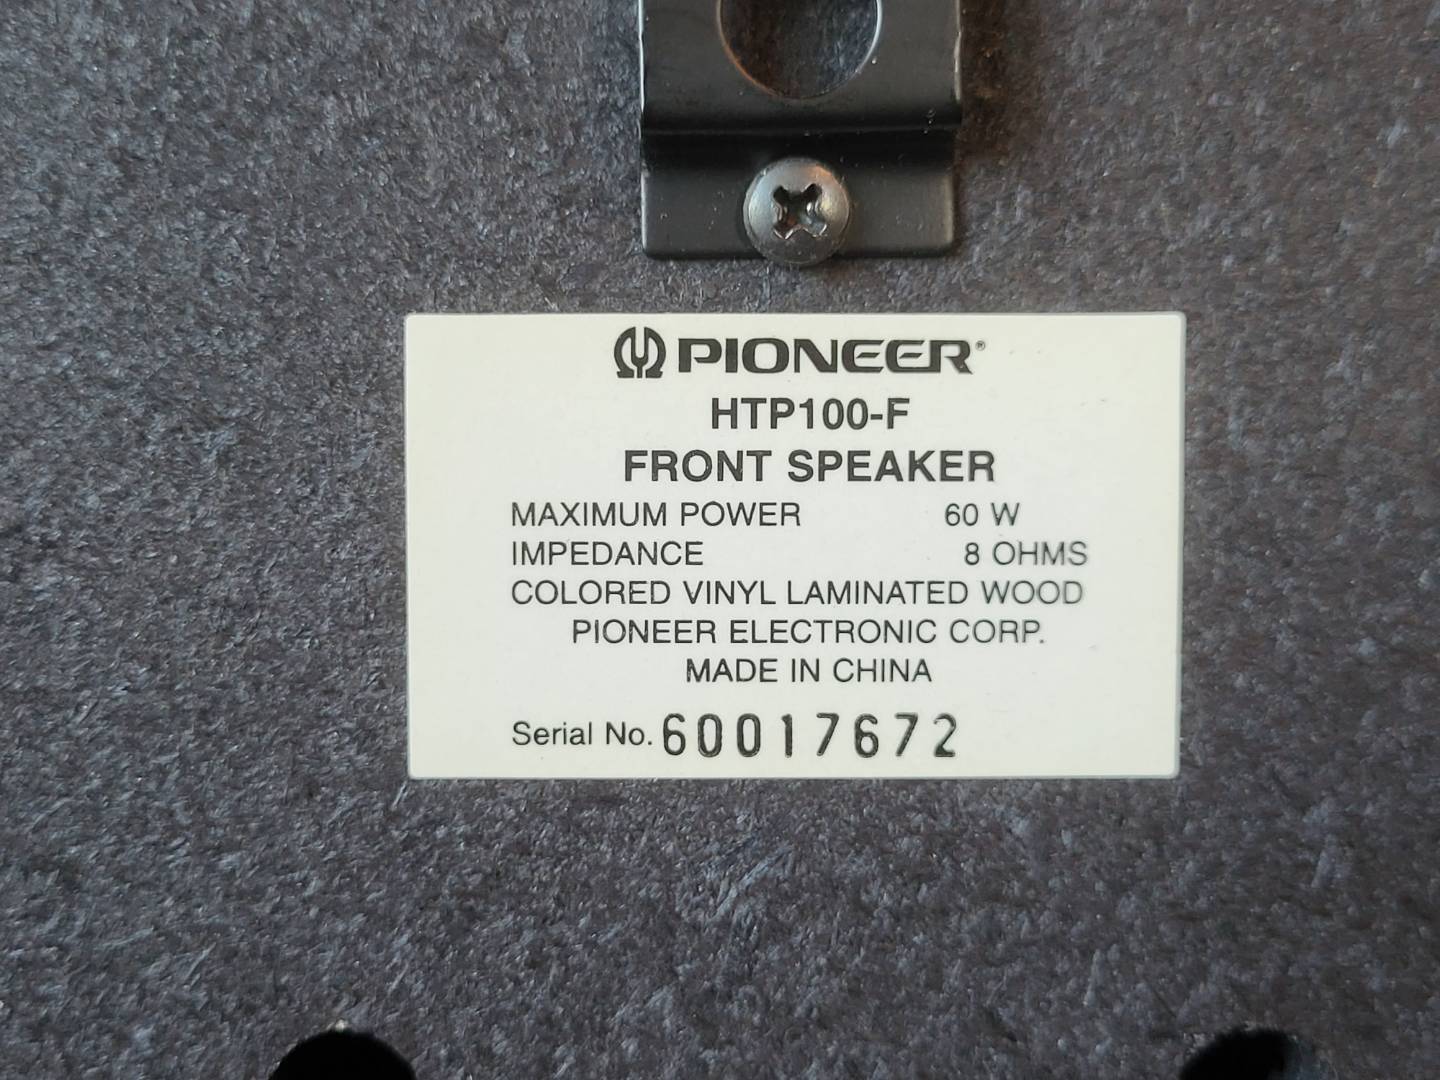 PIONEER®
HTP100-F
FRONT SPEAKER
MAXIMUM POWER 60 W
IMPEDANCE 8 OHMS
COLORED VINYL LAMINATED WOOD
PIONEER ELECTRONIC CORP.
MADE IN CHINA
Serial No. 60017672